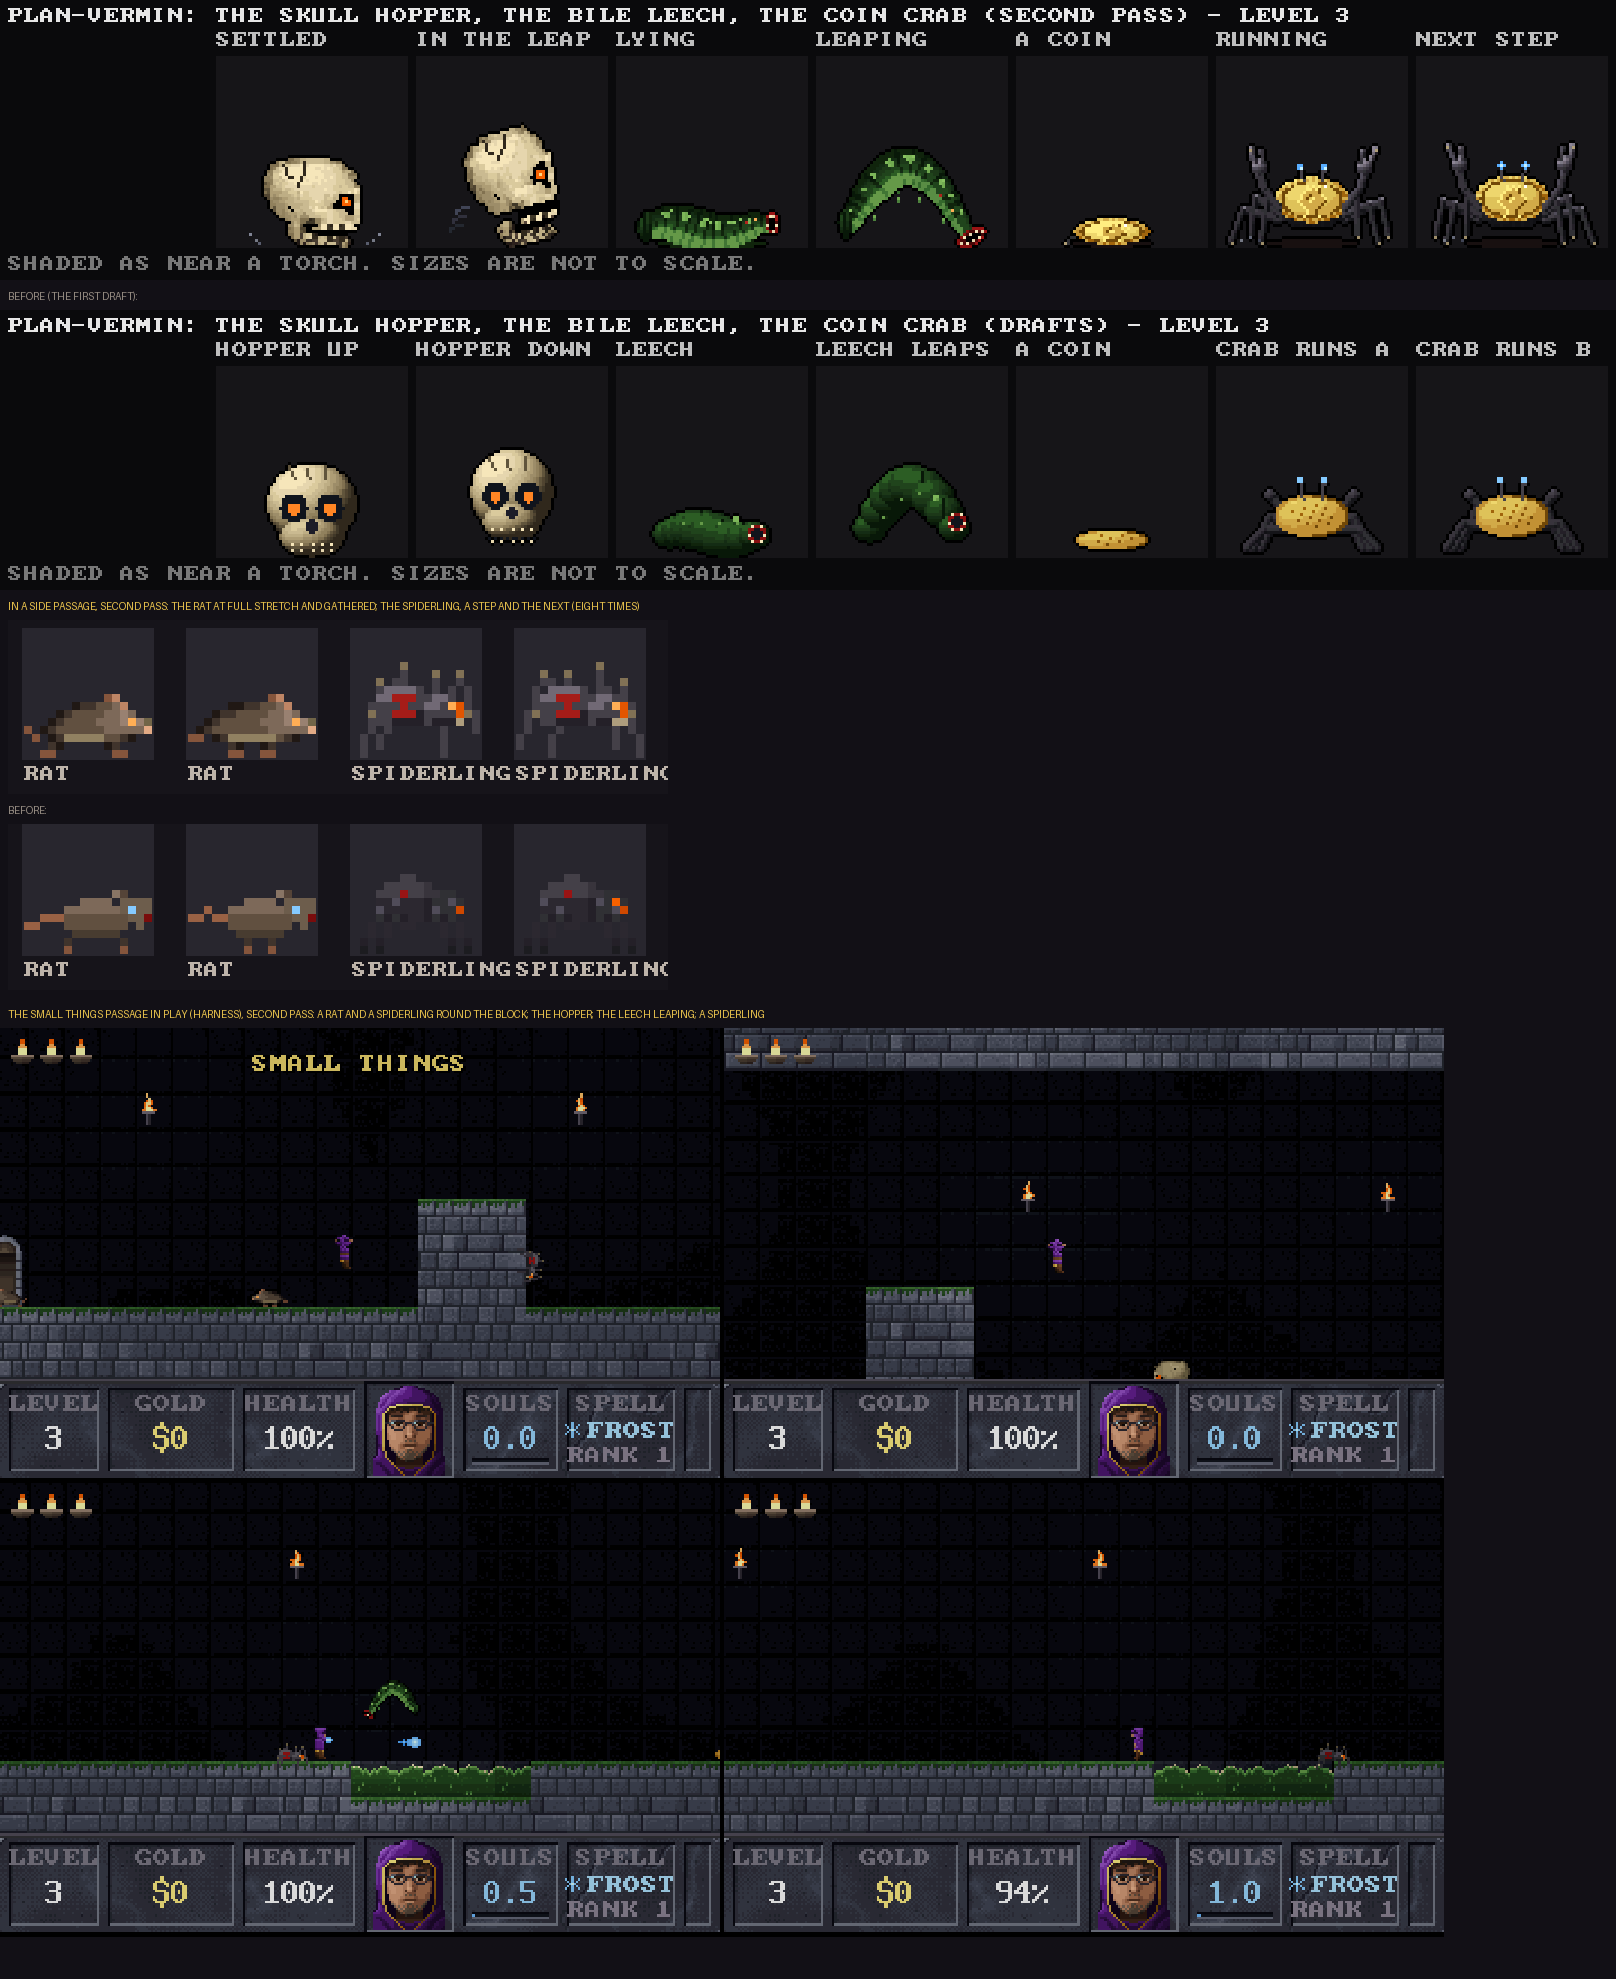 PLAN-VERMIN: THE SKULL HOPPER, THE BILE LEECH, THE COIN CRAB (SECOND PASS) - LEVEL 3
SETTLED IN THE LEAP LYING LEAPING A COIN RUNNING NEXT STEP
SHADED AS NEAR A TORCH. SIZES ARE NOT TO SCALE.
BEFORE (THE FIRST DRAFT):
PLAN-VERMIN: THE SKULL HOPPER, THE BILE LEECH, THE COIN CRAB (DRAFTS) - LEVEL 3
HOPPER UP HOPPER DOWN LEECH LEECH LEAPS A COIN CRAB RUNS A CRAB RUNS B
SHADED AS NEAR A TORCH. SIZES ARE NOT TO SCALE.
IN A SIDE PASSAGE, SECOND PASS: THE RAT AT FULL STRETCH AND GATHERED; THE SPIDERLING, A STEP AND THE NEXT (EIGHT TIMES)
RAT RAT SPIDERLING SPIDERLING
BEFORE:
RAT RAT SPIDERLING SPIDERLING
THE SMALL THINGS PASSAGE IN PLAY (HARNESS), SECOND PASS: A RAT AND A SPIDERLING ROUND THE BLOCK; THE HOPPER; THE LEECH LEAPING; A SPIDERLING
SMALL THINGS
LEVEL GOLD HEALTH SOULS SPELL
3 $0 100% 0.0 *FROST
RANK 1
LEVEL GOLD HEALTH SOULS SPELL
3 $0 100% 0.0 *FROST
RANK 1
LEVEL GOLD HEALTH SOULS SPELL
3 $0 100% 0.5 *FROST
RANK 1
LEVEL GOLD HEALTH SOULS SPELL
3 $0 94% 1.0 *FROST
RANK 1